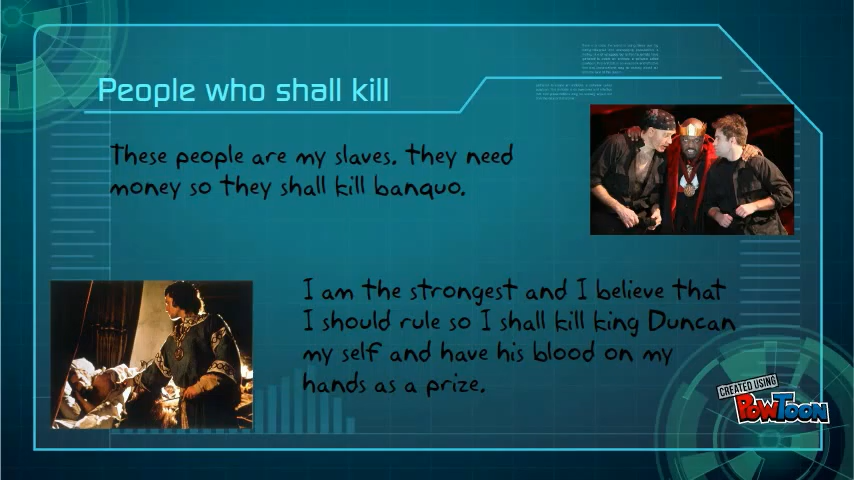 People who shall kill
These people are my slaves. They need
money so they shall kill banquo.
I am the strongest and I believe that
I should rule so I shall kill king Duncan
my self and have his blood on my
hands as a prize.
CREATED USING
POWTOON